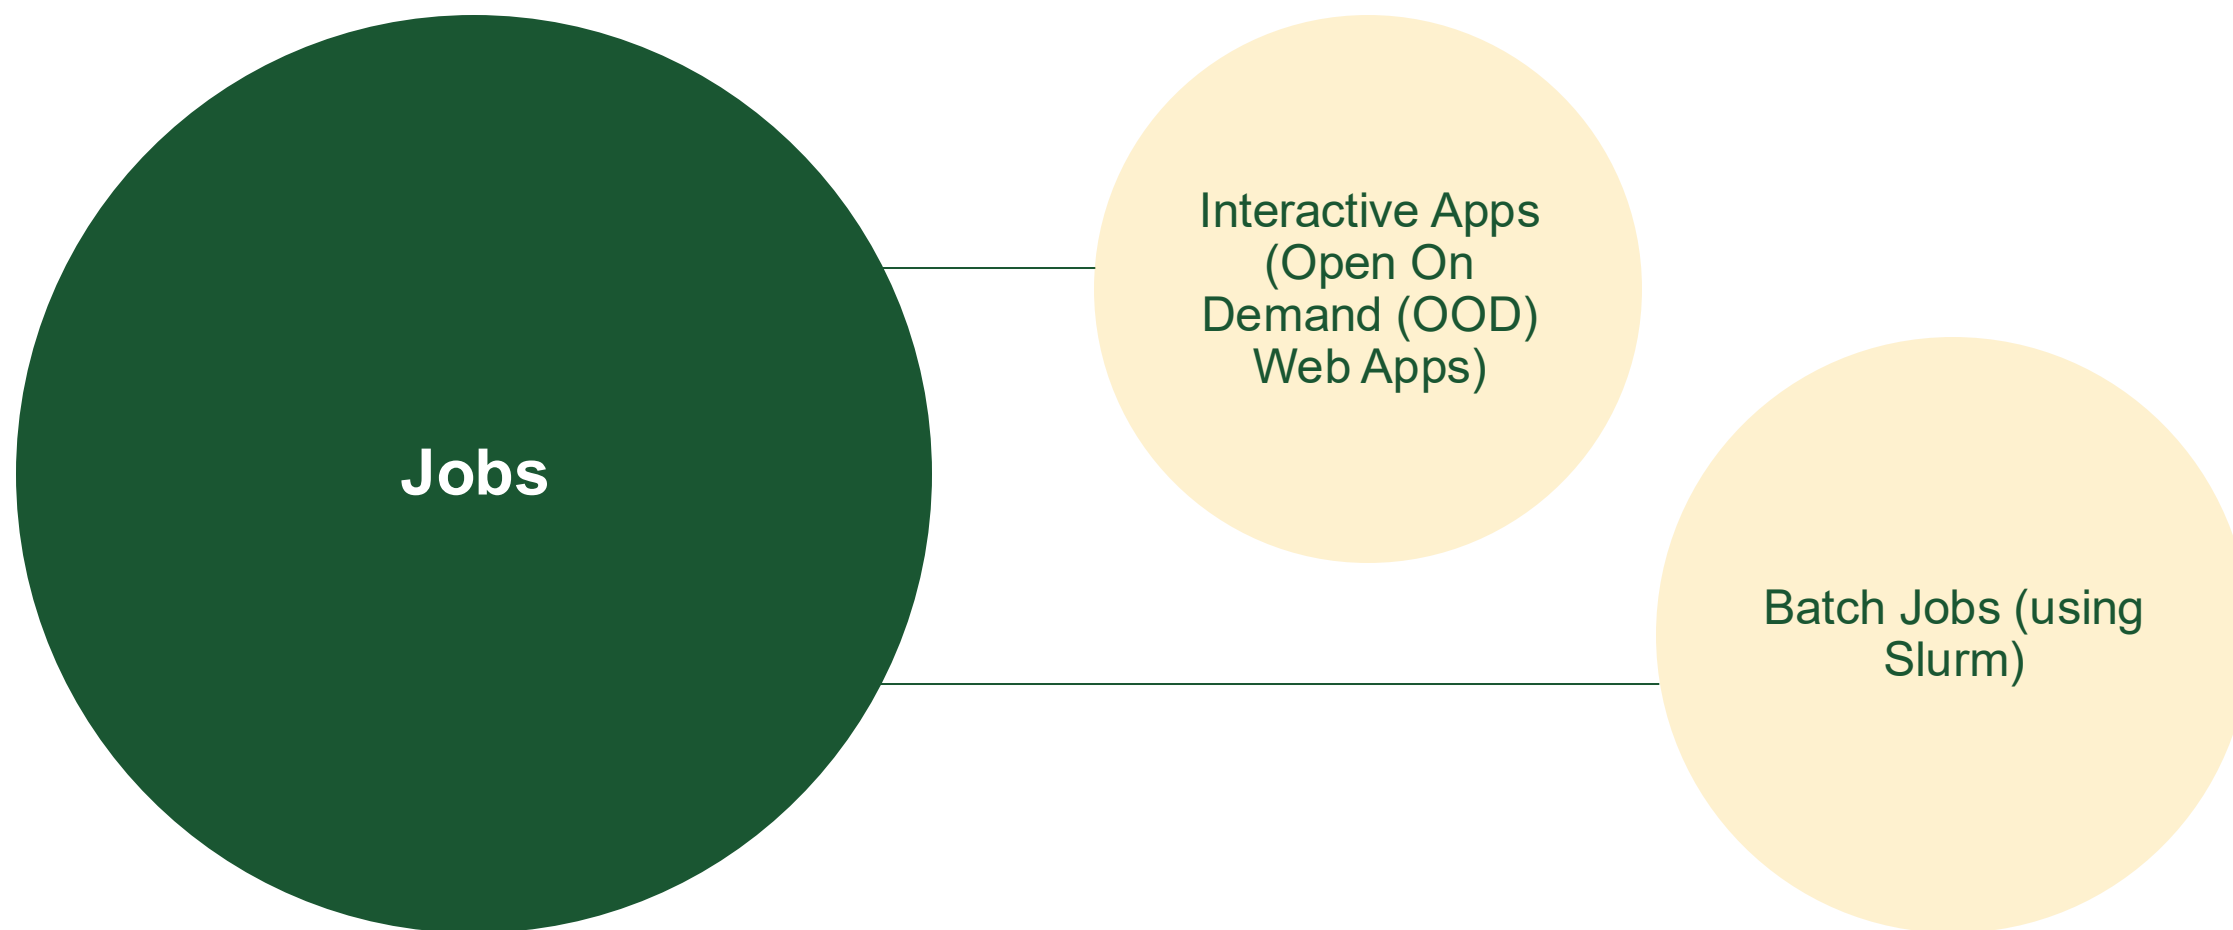 Jobs
Interactive Apps
(Open On
Demand (OOD)
Web Apps)
Batch Jobs (using
Slurm)